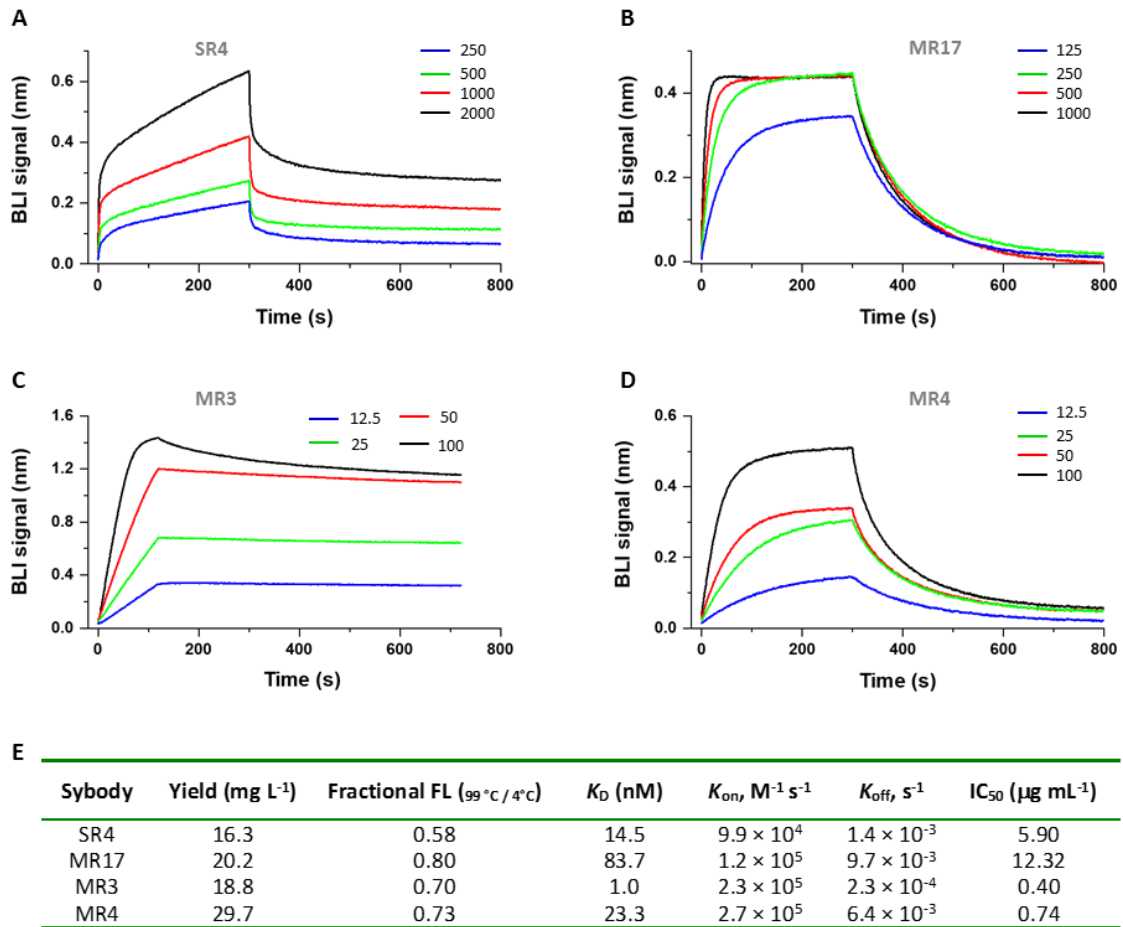 A
SR4
250
500
1000
2000
BLI signal (nm)
0.6
0.4
0.2
0.0
0 200 400 600 800
Time (s)
B
MR17
125
250
500
1000
BLI signal (nm)
0.4
0.2
0.0
0 200 400 600 800
Time (s)
C
MR3
12.5 50
25 100
BLI signal (nm)
1.6
1.2
0.8
0.4
0.0
0 200 400 600 800
Time (s)
D
MR4
12.5
25
50
100
BLI signal (nm)
0.6
0.4
0.2
0.0
0 200 400 600 800
Time (s)
E
Sybody Yield (mg L⁻¹) Fractional FL (99 °C / 4°C) K_D (nM) K_on, M⁻¹ s⁻¹ K_off, s⁻¹ IC₅₀ (μg mL⁻¹)
SR4 16.3 0.58 14.5 9.9 × 10⁴ 1.4 × 10⁻³ 5.90
MR17 20.2 0.80 83.7 1.2 × 10⁵ 9.7 × 10⁻³ 12.32
MR3 18.8 0.70 1.0 2.3 × 10⁵ 2.3 × 10⁻⁴ 0.40
MR4 29.7 0.73 23.3 2.7 × 10⁵ 6.4 × 10⁻³ 0.74